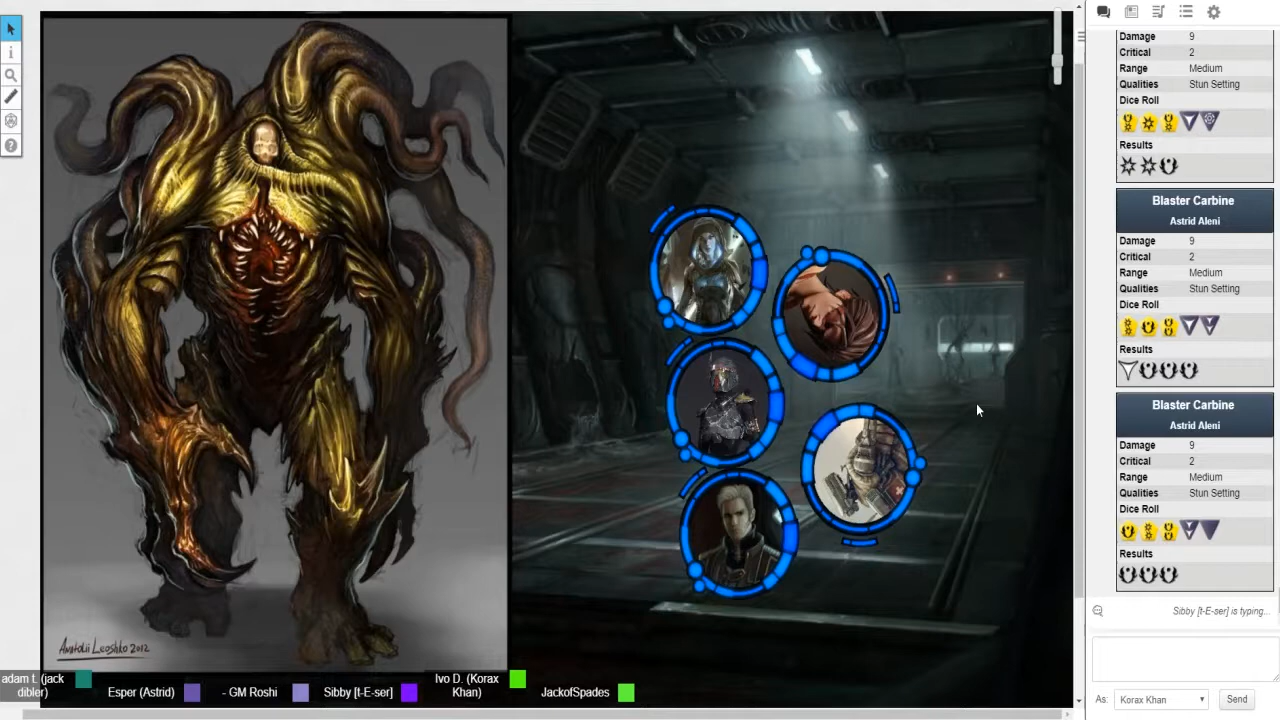 Damage 9
Critical 2
Range Medium
Qualities Stun Setting
Dice Roll
Results
Blaster Carbine
Astrid Aleni
Damage 9
Critical 2
Range Medium
Qualities Stun Setting
Dice Roll
Results
Blaster Carbine
Astrid Aleni
Damage 9
Critical 2
Range Medium
Qualities Stun Setting
Dice Roll
Results
Sibby [t-E-ser] is typing...
As: Korax Khan Send
Anatolii Leoshko 2012
adam t. (jack
dibler)
Esper (Astrid)
- GM Roshi
Sibby [t-E-ser]
Ivo D. (Korax
Khan)
JackofSpades